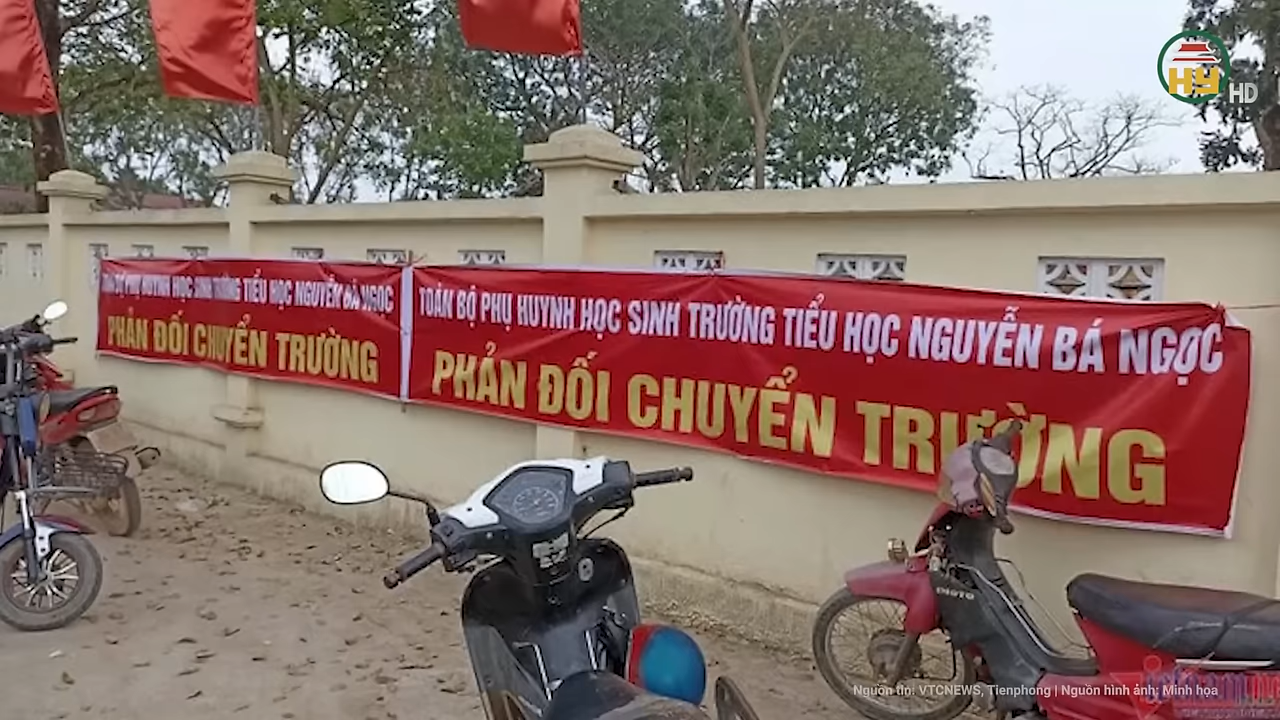 HY HD
TOÀN BỘ PHỤ HUYNH HỌC SINH TRƯỜNG TIỂU HỌC NGUYỄN BÁ NGỌC
PHẢN ĐỐI CHUYỂN TRƯỜNG
TOÀN BỘ PHỤ HUYNH HỌC SINH TRƯỜNG TIỂU HỌC NGUYỄN BÁ NGỌC
PHẢN ĐỐI CHUYỂN TRƯỜNG
Nguồn tin: VTCNEWS, Tienphong | Nguồn hình ảnh: Minh họa